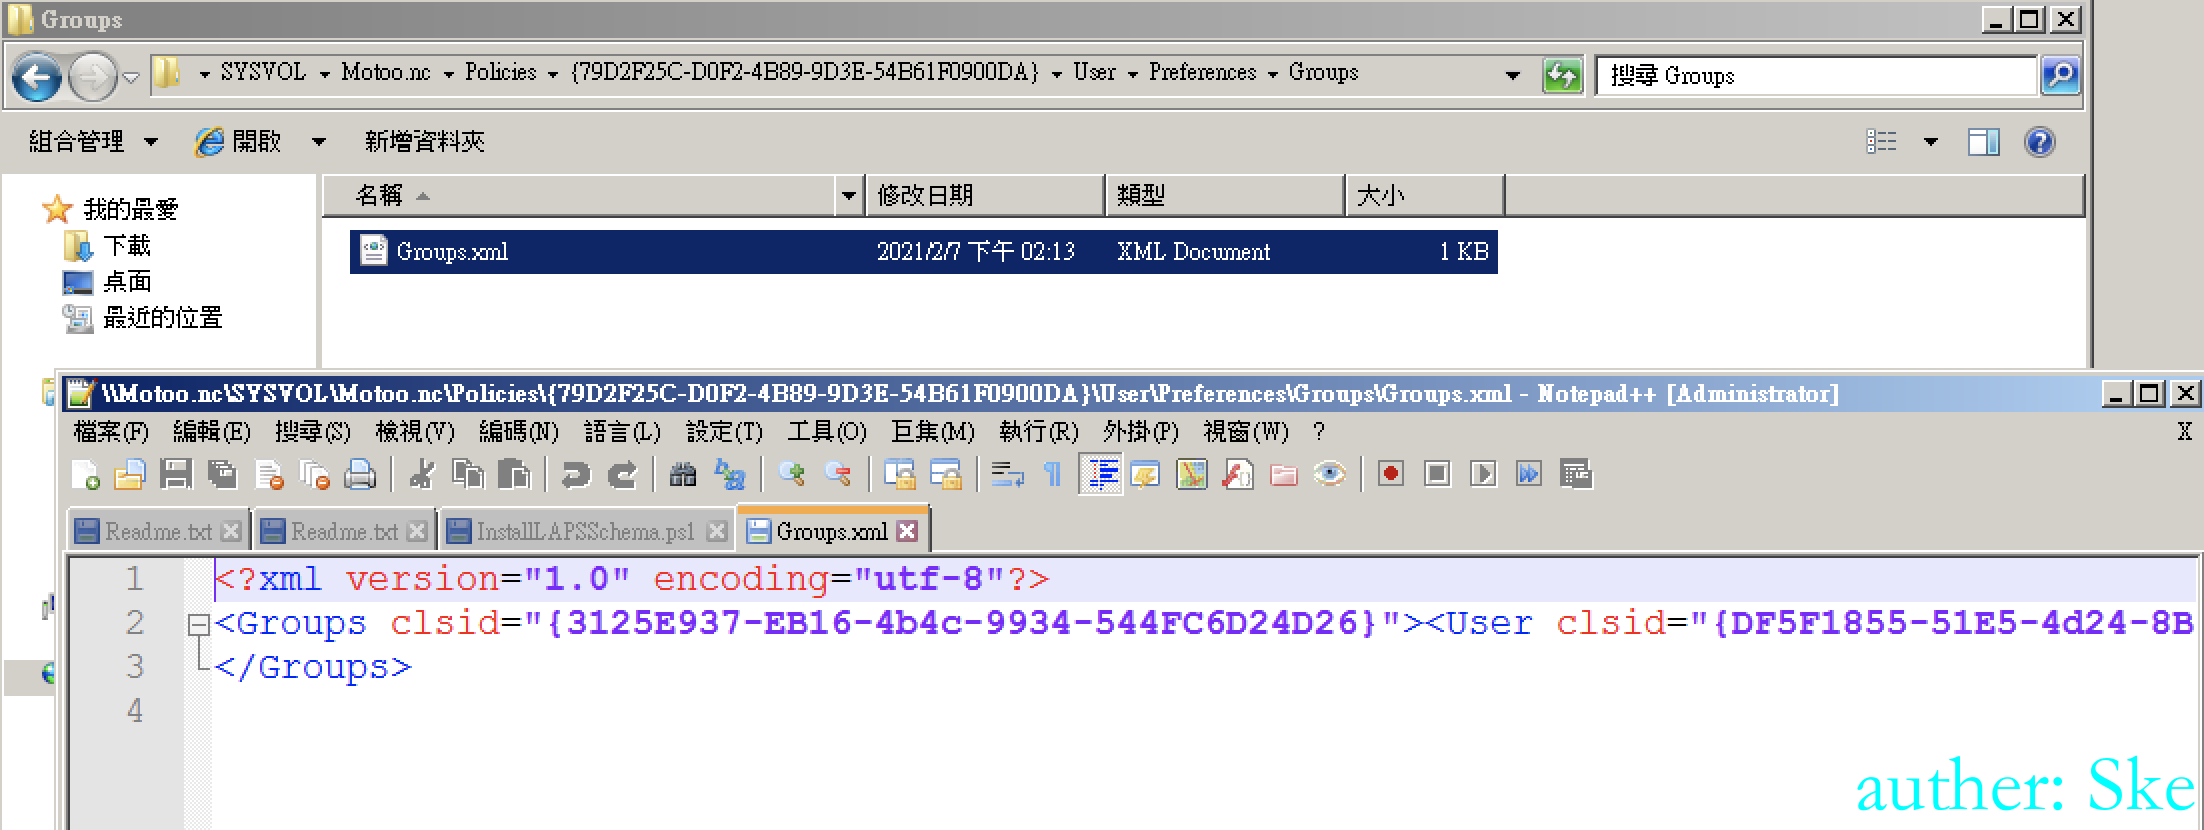 Groups
SYSVOL Motoo.nc Policies {79D2F25C-D0F2-4B89-9D3E-54B61F0900DA} User Preferences Groups
搜尋 Groups
組合管理 開啟 新增資料夾
我的最愛
下載
桌面
最近的位置
名稱 修改日期 類型 大小
Groups.xml 2021/2/7 下午 02:13 XML Document 1 KB
\\Motoo.nc\SYSVOL\Motoo.nc\Policies\{79D2F25C-D0F2-4B89-9D3E-54B61F0900DA}\User\Preferences\Groups\Groups.xml - Notepad++ [Administrator]
檔案(F) 編輯(E) 搜尋(S) 檢視(V) 編碼(N) 語言(L) 設定(T) 工具(O) 巨集(M) 執行(R) 外掛(P) 視窗(W) ? X
Readme.txt Readme.txt InstallLAPSSchema.ps1 Groups.xml
1 <?xml version="1.0" encoding="utf-8"?>
2 <Groups clsid="{3125E937-EB16-4b4c-9934-544FC6D24D26}"><User clsid="{DF5F1855-51E5-4d24-8B
3 </Groups>
4
auther: Ske